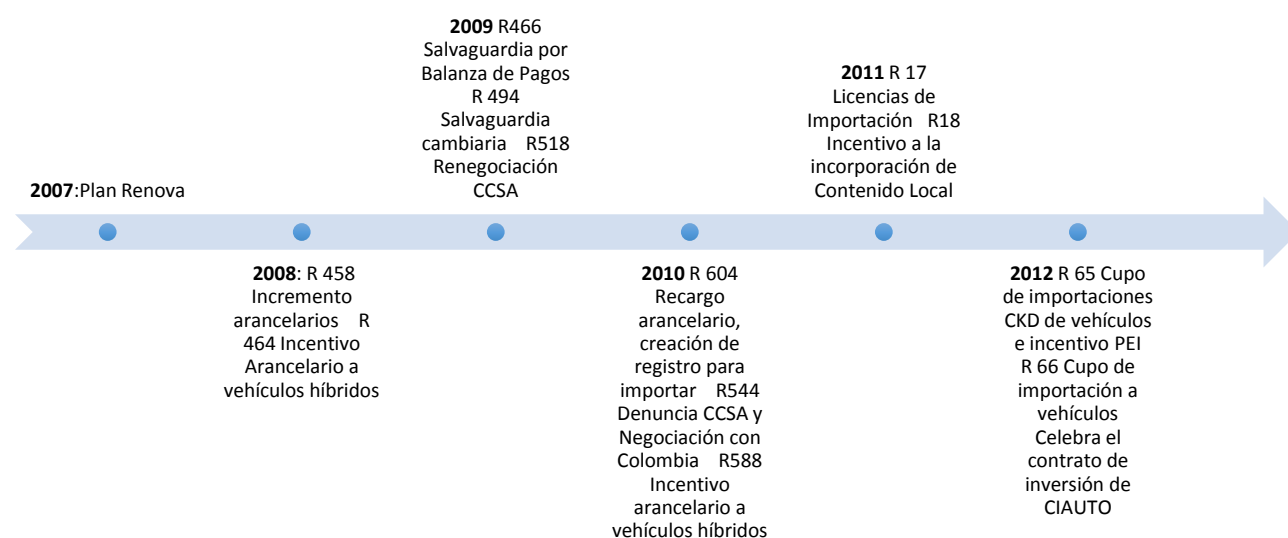 2007:Plan Renova
2008: R 458
Incremento
arancelarios R
464 Incentivo
Arancelario a
vehículos híbridos
2009 R466
Salvaguardia por
Balanza de Pagos
R 494
Salvaguardia
cambiaria R518
Renegociación
CCSA
2010 R 604
Recargo
arancelario,
creación de
registro para
importar R544
Denuncia CCSA y
Negociación con
Colombia R588
Incentivo
arancelario a
vehículos híbridos
2011 R 17
Licencias de
Importación R18
Incentivo a la
incorporación de
Contenido Local
2012 R 65 Cupo
de importaciones
CKD de vehículos
e incentivo PEI
R 66 Cupo de
importación a
vehículos
Celebra el
contrato de
inversión de
CIAUTO